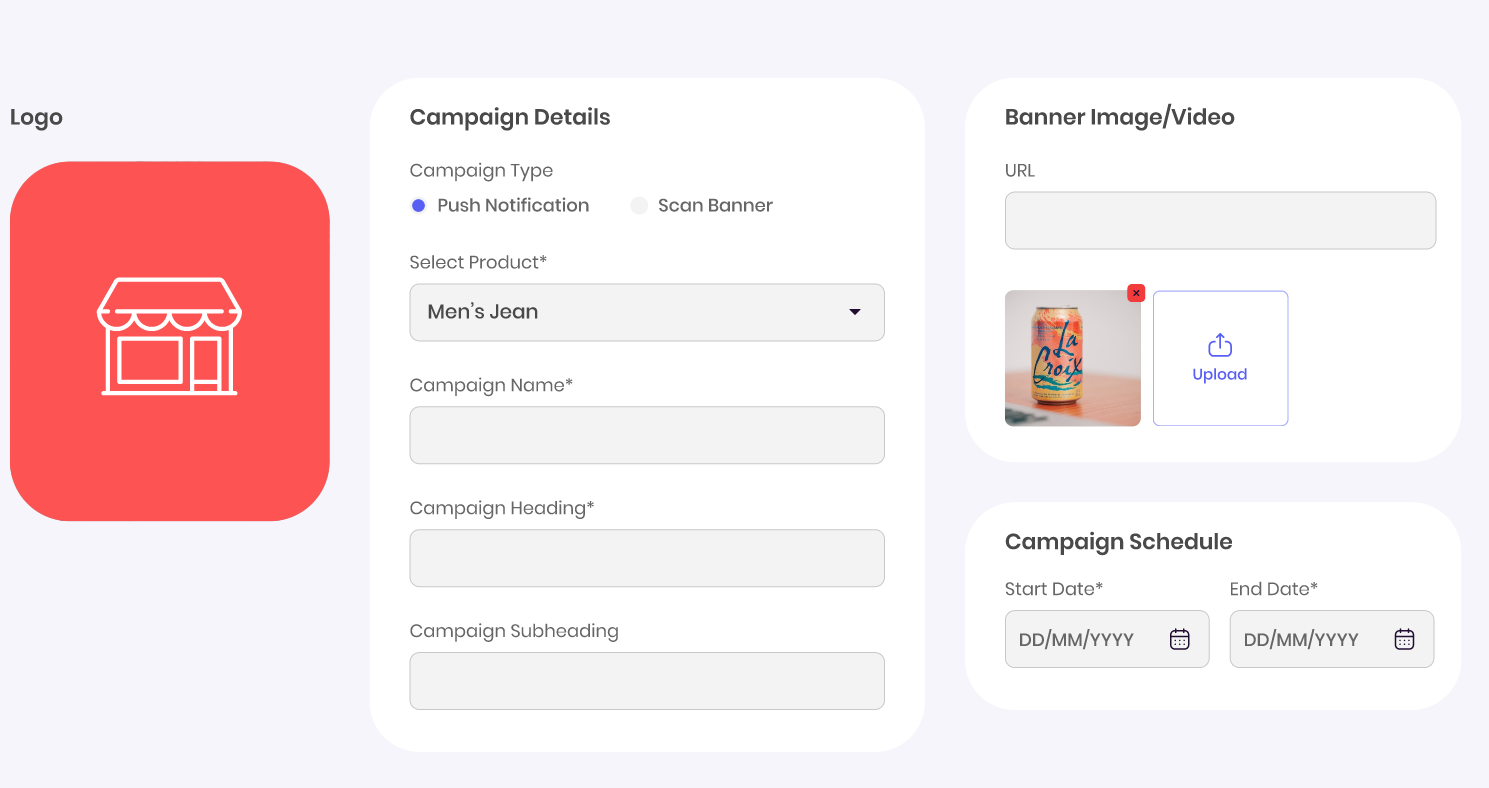 Logo
Campaign Details
Campaign Type
Push Notification
Scan Banner
Select Product*
Men’s Jean
Campaign Name*
Campaign Heading*
Campaign Subheading
Banner Image/Video
URL
La
Croix
Upload
Campaign Schedule
Start Date*
End Date*
DD/MM/YYYY
DD/MM/YYYY